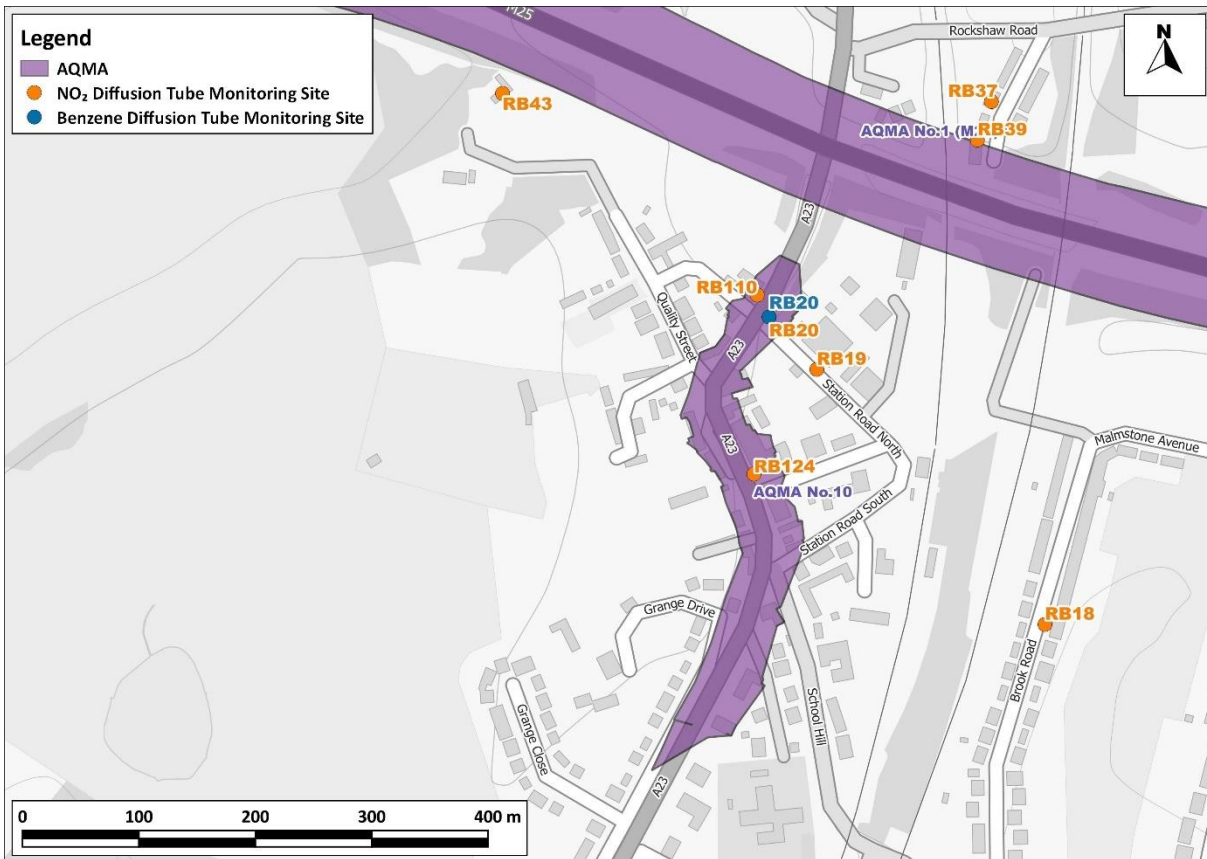 Legend
AQMA
NO₂ Diffusion Tube Monitoring Site
Benzene Diffusion Tube Monitoring Site
M25
Rockshaw Road
N
RB43
RB37
AQMA No.1 (M
RB39
A23
RB110
RB20
RB20
Quality Street
A23
RB19
Station Road North
A23
RB124
AQMA No.10
Malmstone Avenue
Station Road South
Grange Drive
RB18
Brook Road
School Hill
Grange Close
A23
0 100 200 300 400 m